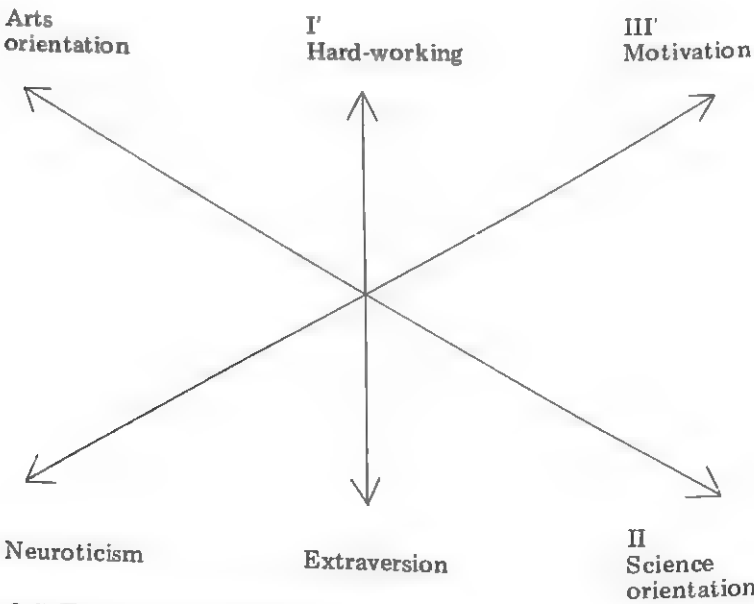 Arts
orientation
I'
Hard-working
III'
Motivation
Neuroticism
Extraversion
II
Science
orientation